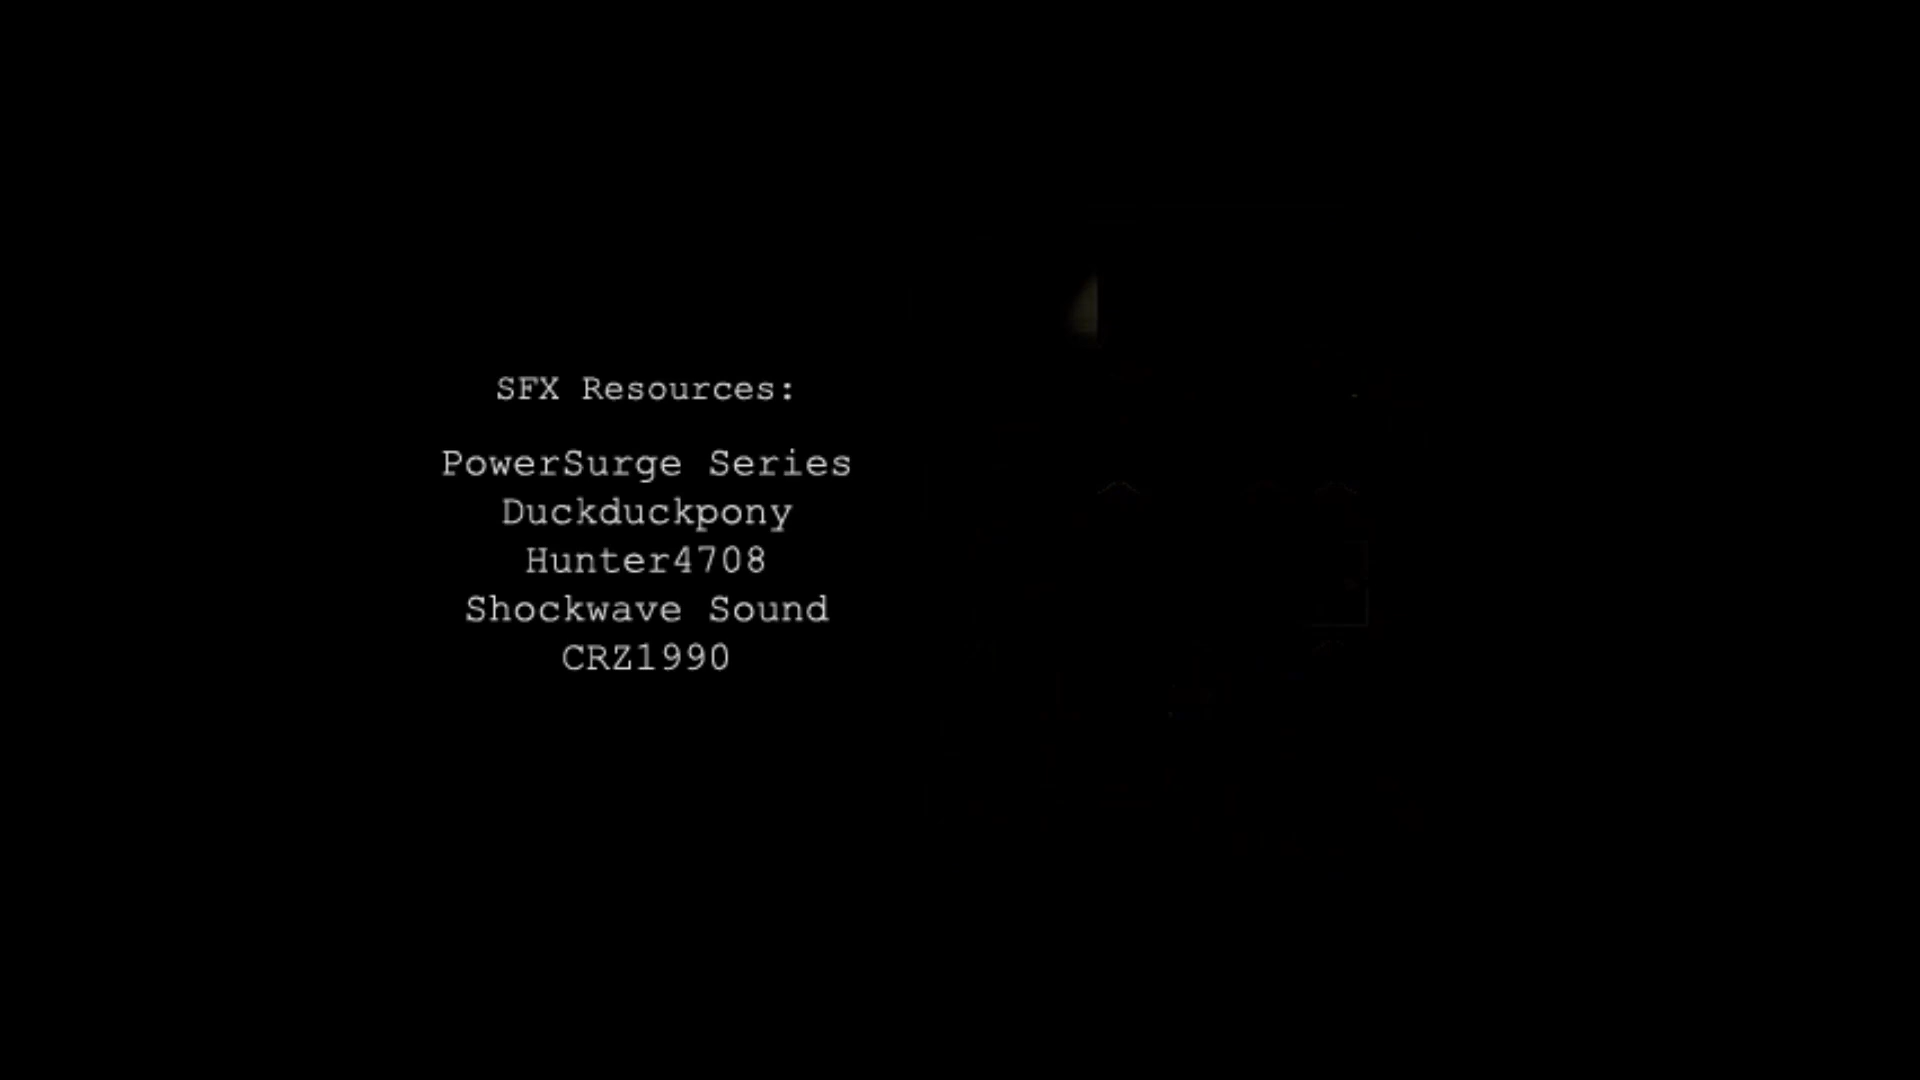 SFX Resources:
PowerSurge Series
Duckduckpony
Hunter4708
Shockwave Sound
CRZ1990